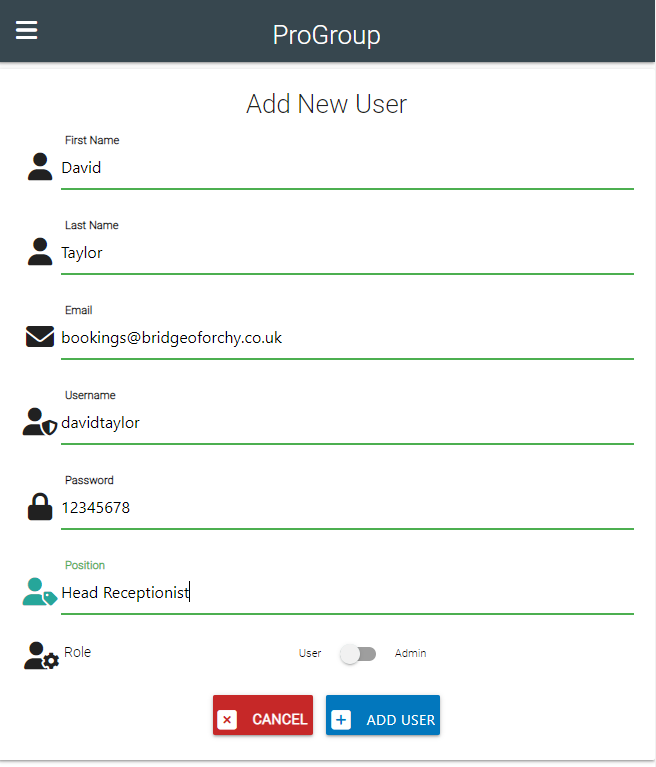 ProGroup
Add New User
First Name
David
Last Name
Taylor
Email
bookings@bridgeoforchy.co.uk
Username
davidtaylor
Password
12345678
Position
Head Receptionist
Role User Admin
CANCEL ADD USER